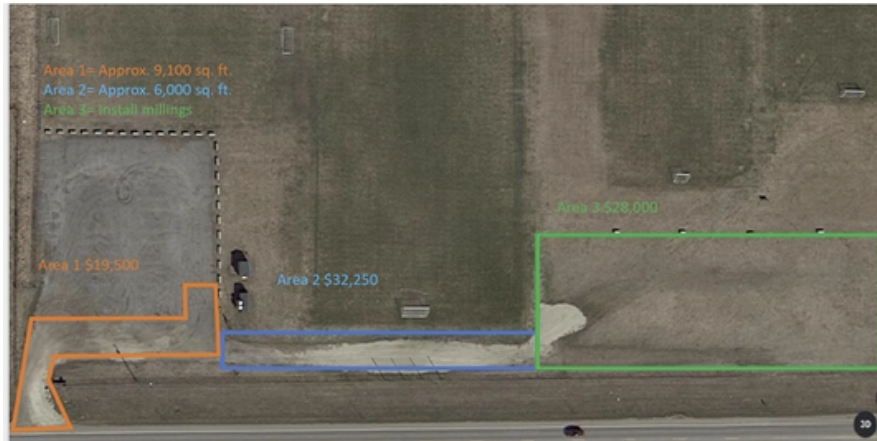 Area 1= Approx. 9,100 sq. ft.
Area 2= Approx. 6,000 sq. ft.
Area 3= Install millings
Area 3 $28,000
Area 1 $19,500
Area 2 $32,250
3D